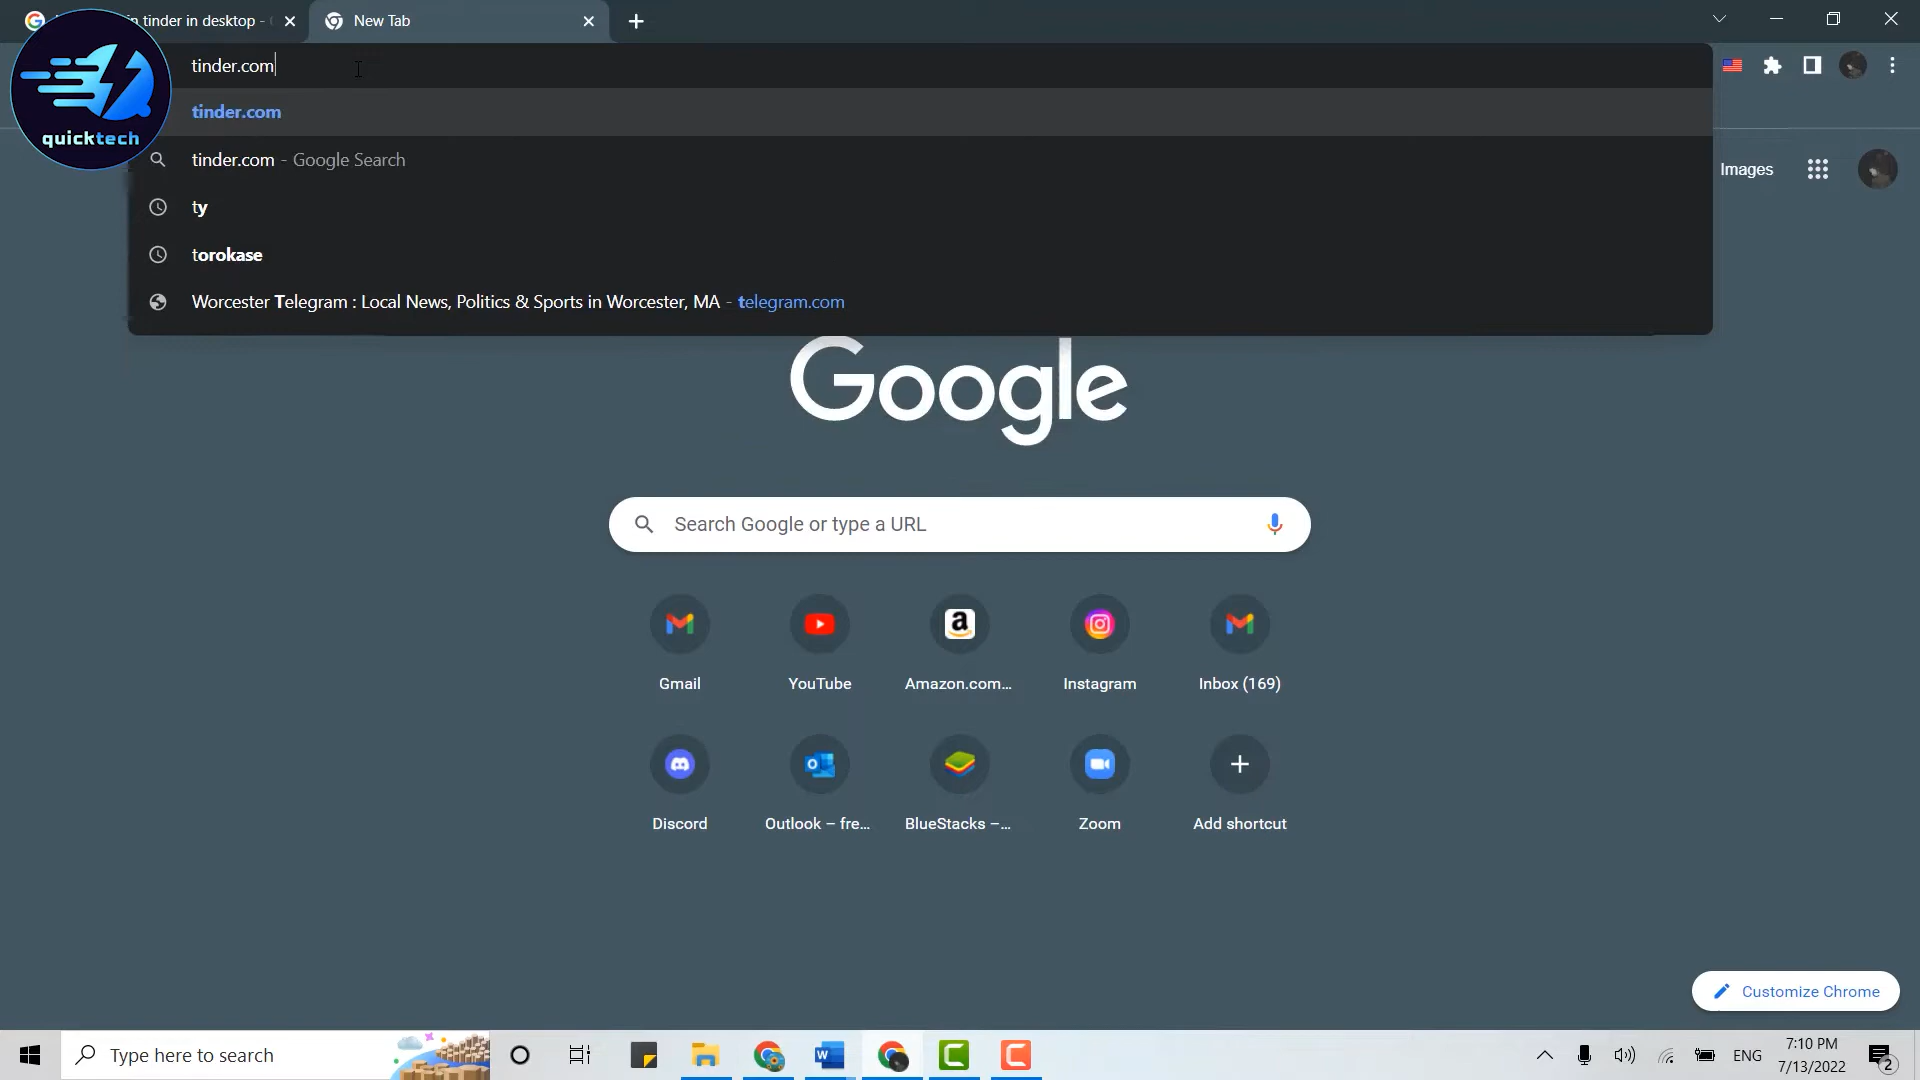 in tinder in desktop -
New Tab
tinder.com
quicktech
tinder.com
tinder.com - Google Search
ty
torokase
Worcester Telegram : Local News, Politics & Sports in Worcester, MA - telegram.com
Images
Google
Search Google or type a URL
Gmail
YouTube
Amazon.com...
Instagram
Inbox (169)
Discord
Outlook – fre...
BlueStacks –...
Zoom
Add shortcut
Customize Chrome
Type here to search
ENG
7:10 PM
7/13/2022
2